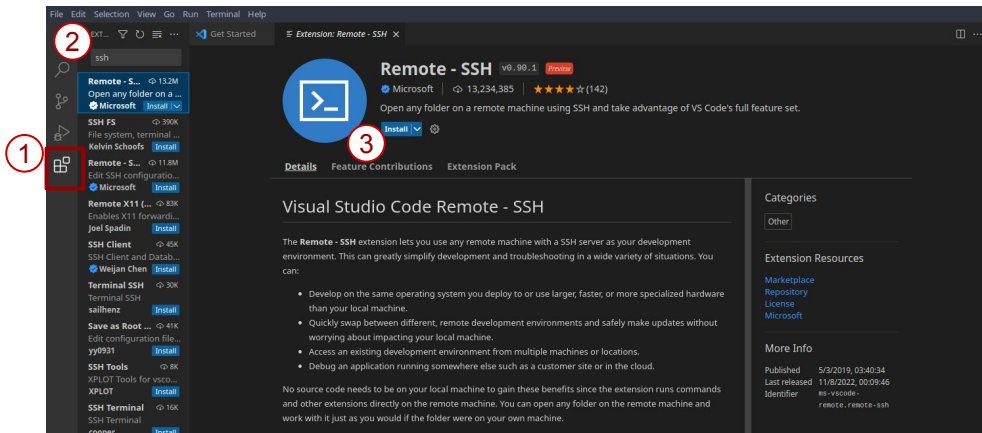 File Edit Selection View Go Run Terminal Help
EXT... ...
Get Started
Extension: Remote - SSH ×
...
1
2
3
ssh
Remote - S... 13.2M
Open any folder on a ...
Microsoft Install
SSH FS 390K
File system, terminal ...
Kelvin Schoofs Install
Remote - S... 11.8M
Edit SSH configuratio...
Microsoft Install
Remote X11 (... 83K
Enables X11 forwardi...
Joel Spadin Install
SSH Client 45K
SSH Client and Datab...
Weijan Chen Install
Terminal SSH 30K
Terminal SSH
sailhenz Install
Save as Root ... 41K
Edit configuration file...
yy0931 Install
SSH Tools 8K
XPLOT Tools for vsco...
XPLOT Install
SSH Terminal 16K
SSH Terminal
Install
Remote - SSH v0.90.1 Preview
Microsoft 13,234,385 ★★★★☆(142)
Open any folder on a remote machine using SSH and take advantage of VS Code's full feature set.
Install
Details Feature Contributions Extension Pack
Visual Studio Code Remote - SSH
The Remote - SSH extension lets you use any remote machine with a SSH server as your development
environment. This can greatly simplify development and troubleshooting in a wide variety of situations. You
can:
• Develop on the same operating system you deploy to or use larger, faster, or more specialized hardware
than your local machine.
• Quickly swap between different, remote development environments and safely make updates without
worrying about impacting your local machine.
• Access an existing development environment from multiple machines or locations.
• Debug an application running somewhere else such as a customer site or in the cloud.
No source code needs to be on your local machine to gain these benefits since the extension runs commands
and other extensions directly on the remote machine. You can open any folder on the remote machine and
work with it just as you would if the folder were on your own machine.
Categories
Other
Extension Resources
Marketplace
Repository
License
Microsoft
More Info
Published 5/3/2019, 03:40:34
Last released 11/8/2022, 00:09:46
Identifier ms-vscode-
remote.remote-ssh